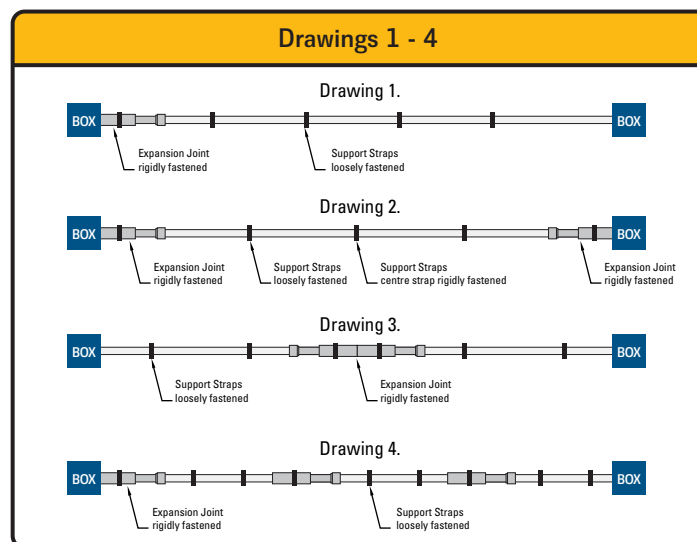 Drawings 1 - 4
Drawing 1.
BOX
BOX
Expansion Joint
rigidly fastened
Support Straps
loosely fastened
Drawing 2.
BOX
BOX
Expansion Joint
rigidly fastened
Support Straps
loosely fastened
Support Straps
centre strap rigidly fastened
Expansion Joint
rigidly fastened
Drawing 3.
BOX
BOX
Support Straps
loosely fastened
Expansion Joint
rigidly fastened
Drawing 4.
BOX
BOX
Expansion Joint
rigidly fastened
Support Straps
loosely fastened